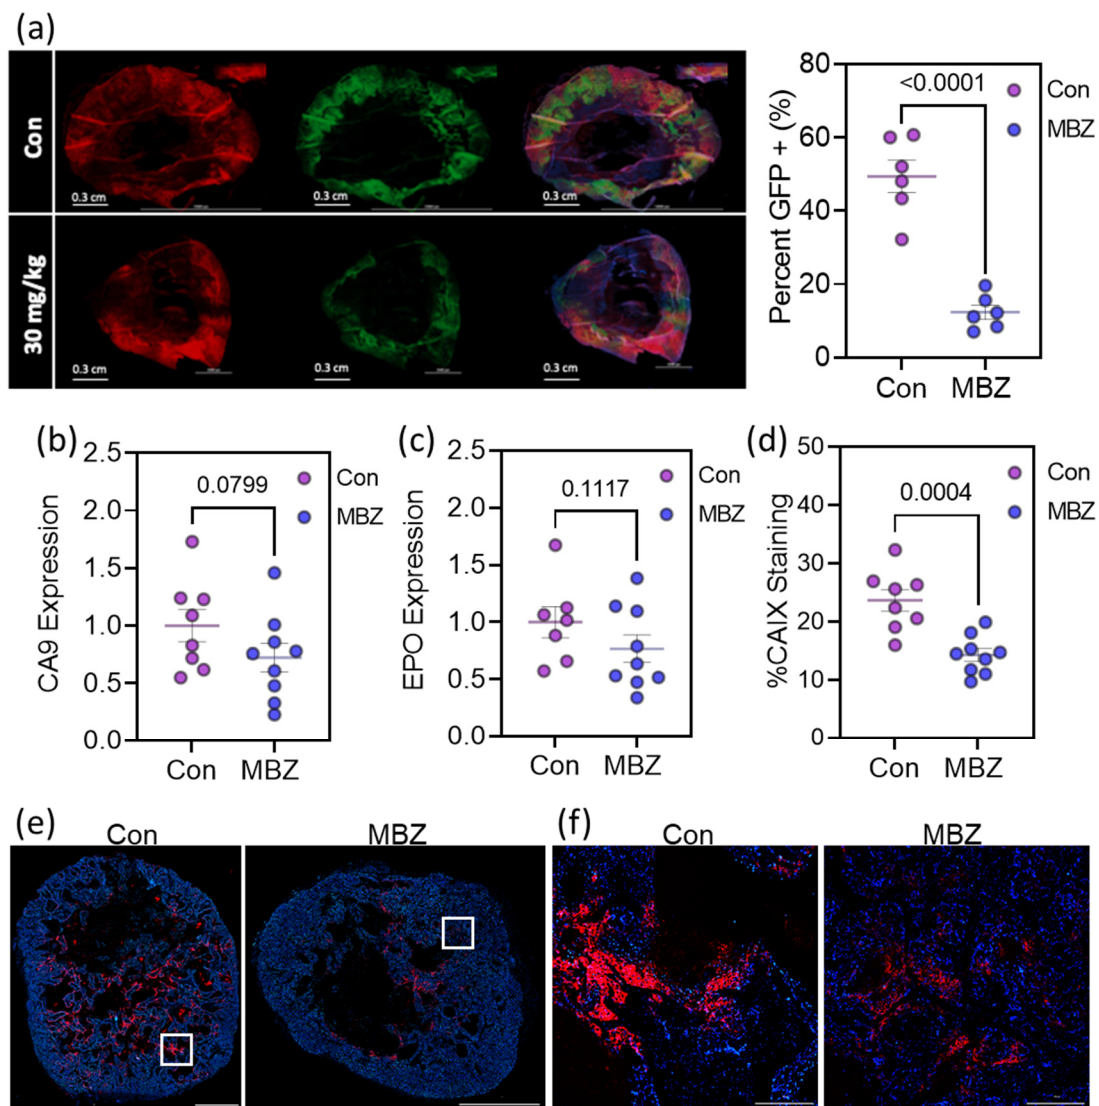 (a)
Con
0.3 cm
0.3 cm
0.3 cm
30 mg/kg
0.3 cm
0.3 cm
0.3 cm
Percent GFP + (%)
80
60
40
20
0
<0.0001
Con
MBZ
Con
MBZ
(b)
CA9 Expression
2.5
2.0
1.5
1.0
0.5
0.0
0.0799
Con
MBZ
Con
MBZ
(c)
EPO Expression
2.5
2.0
1.5
1.0
0.5
0.0
0.1117
Con
MBZ
Con
MBZ
(d)
%CAIX Staining
50
40
30
20
10
0
0.0004
Con
MBZ
Con
MBZ
(e)
Con
MBZ
(f)
Con
MBZ